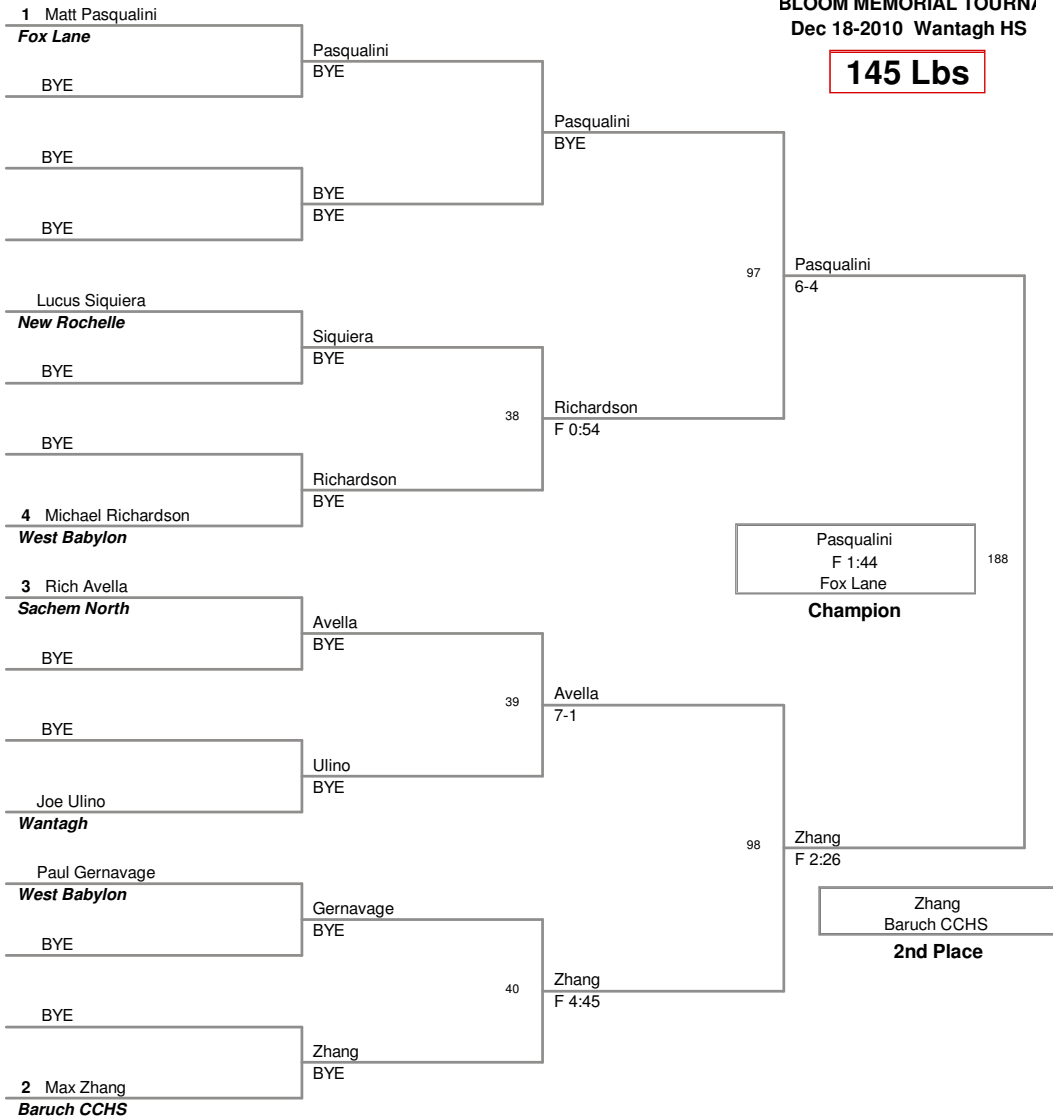 BLOOM MEMORIAL
Dec 18-2010 Wantagh HS
145 Lbs
1 Matt Pasqualini
Fox Lane
BYE
BYE
BYE
Lucus Siquiera
New Rochelle
BYE
BYE
4 Michael Richardson
West Babylon
3 Rich Avella
Sachem North
BYE
BYE
Joe Ulino
Wantagh
Paul Gernavage
West Babylon
BYE
BYE
2 Max Zhang
Baruch CCHS
Pasqualini
BYE
BYE
BYE
Siquiera
BYE
38
Richardson
BYE
Avella
BYE
39
Ulino
BYE
Gernavage
BYE
40
Zhang
BYE
Pasqualini
BYE
97
Richardson
F 0:54
Avella
7-1
98
Zhang
F 4:45
Pasqualini
6-4
Zhang
F 2:26
Pasqualini
F 1:44
Fox Lane
188
Champion
Zhang
Baruch CCHS
2nd Place